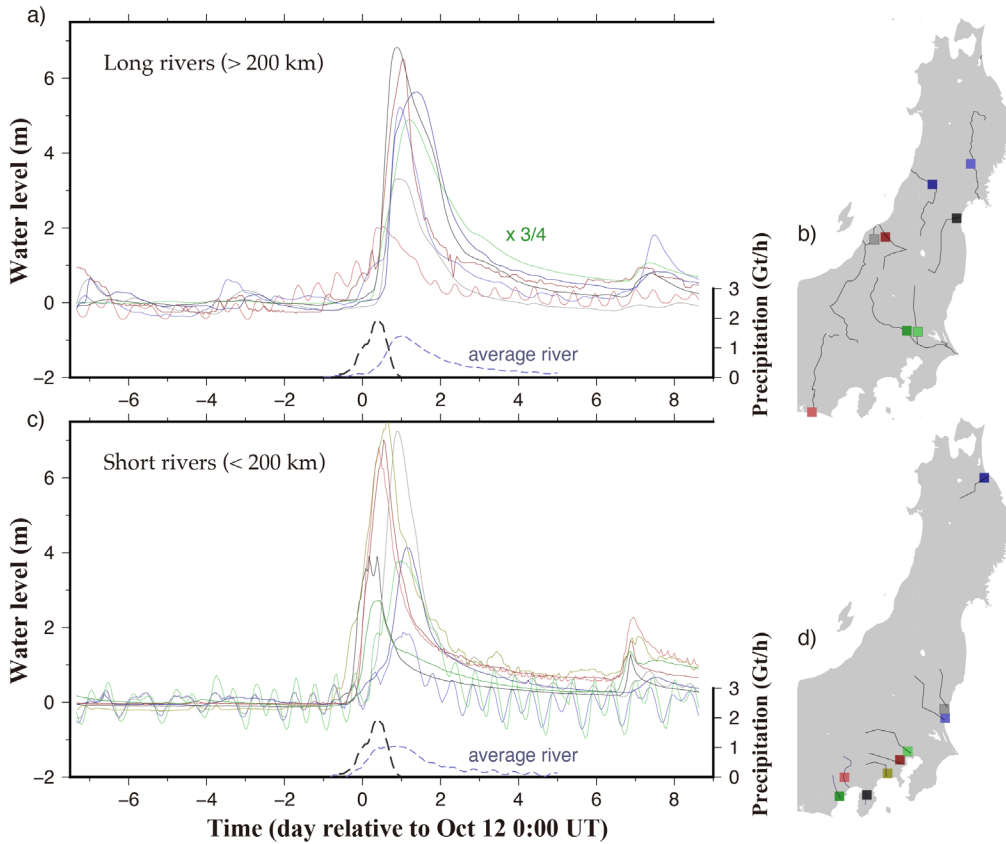 a)
Long rivers (> 200 km)
Water level (m)
6
4
2
0
−2
x 3/4
average river
3
2
1
0
Precipitation (Gt/h)
−6
−4
−2
0
2
4
6
8
b)
c)
Short rivers (< 200 km)
Water level (m)
6
4
2
0
−2
average river
3
2
1
0
Precipitation (Gt/h)
−6
−4
−2
0
2
4
6
8
Time (day relative to Oct 12 0:00 UT)
d)